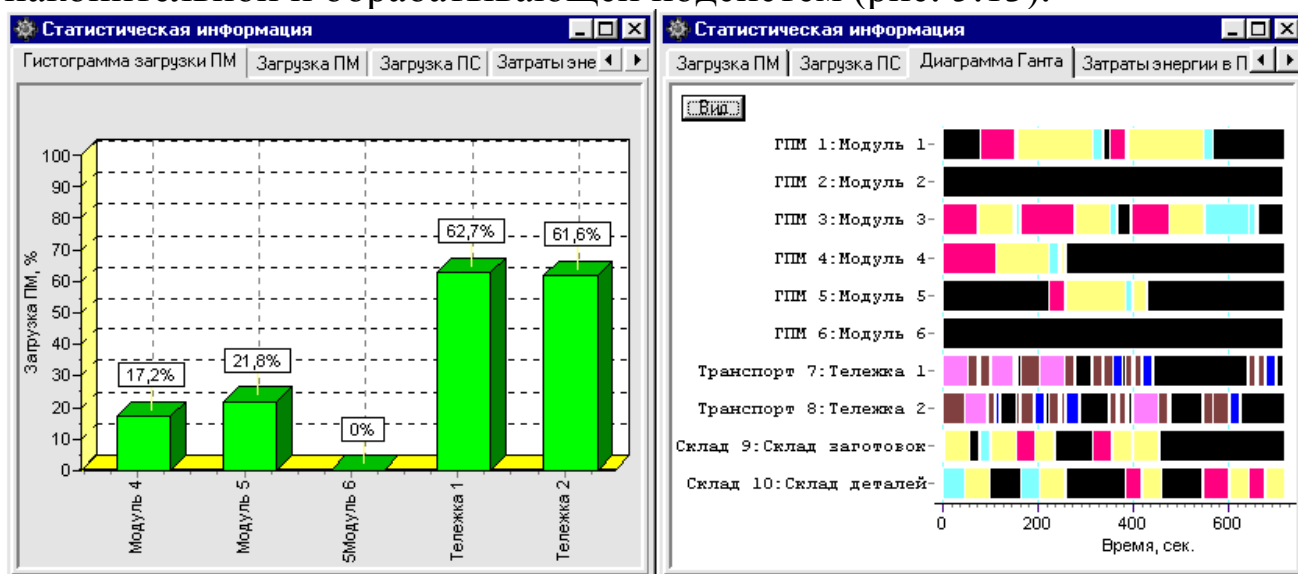 накопительной и обрабатывающей подсистем (рис. 5.15).
Статистическая информация
Гистограмма загрузки ПМ Загрузка ПМ Загрузка ПС Затраты эне
100
90
80
70
60
50
40
30
20
10
0
Загрузка ПМ, %
17,2%
21,8%
0%
62,7%
61,6%
Модуль 4
Модуль 5
5Модуль 6
Тележка 1
Тележка 2
Статистическая информация
Загрузка ПМ Загрузка ПС Диаграмма Ганта Затраты энергии в П
Вид
ГПМ 1:Модуль 1
ГПМ 2:Модуль 2
ГПМ 3:Модуль 3
ГПМ 4:Модуль 4
ГПМ 5:Модуль 5
ГПМ 6:Модуль 6
Транспорт 7:Тележка 1
Транспорт 8:Тележка 2
Склад 9:Склад заготовок
Склад 10:Склад деталей
0 200 400 600
Время, сек.